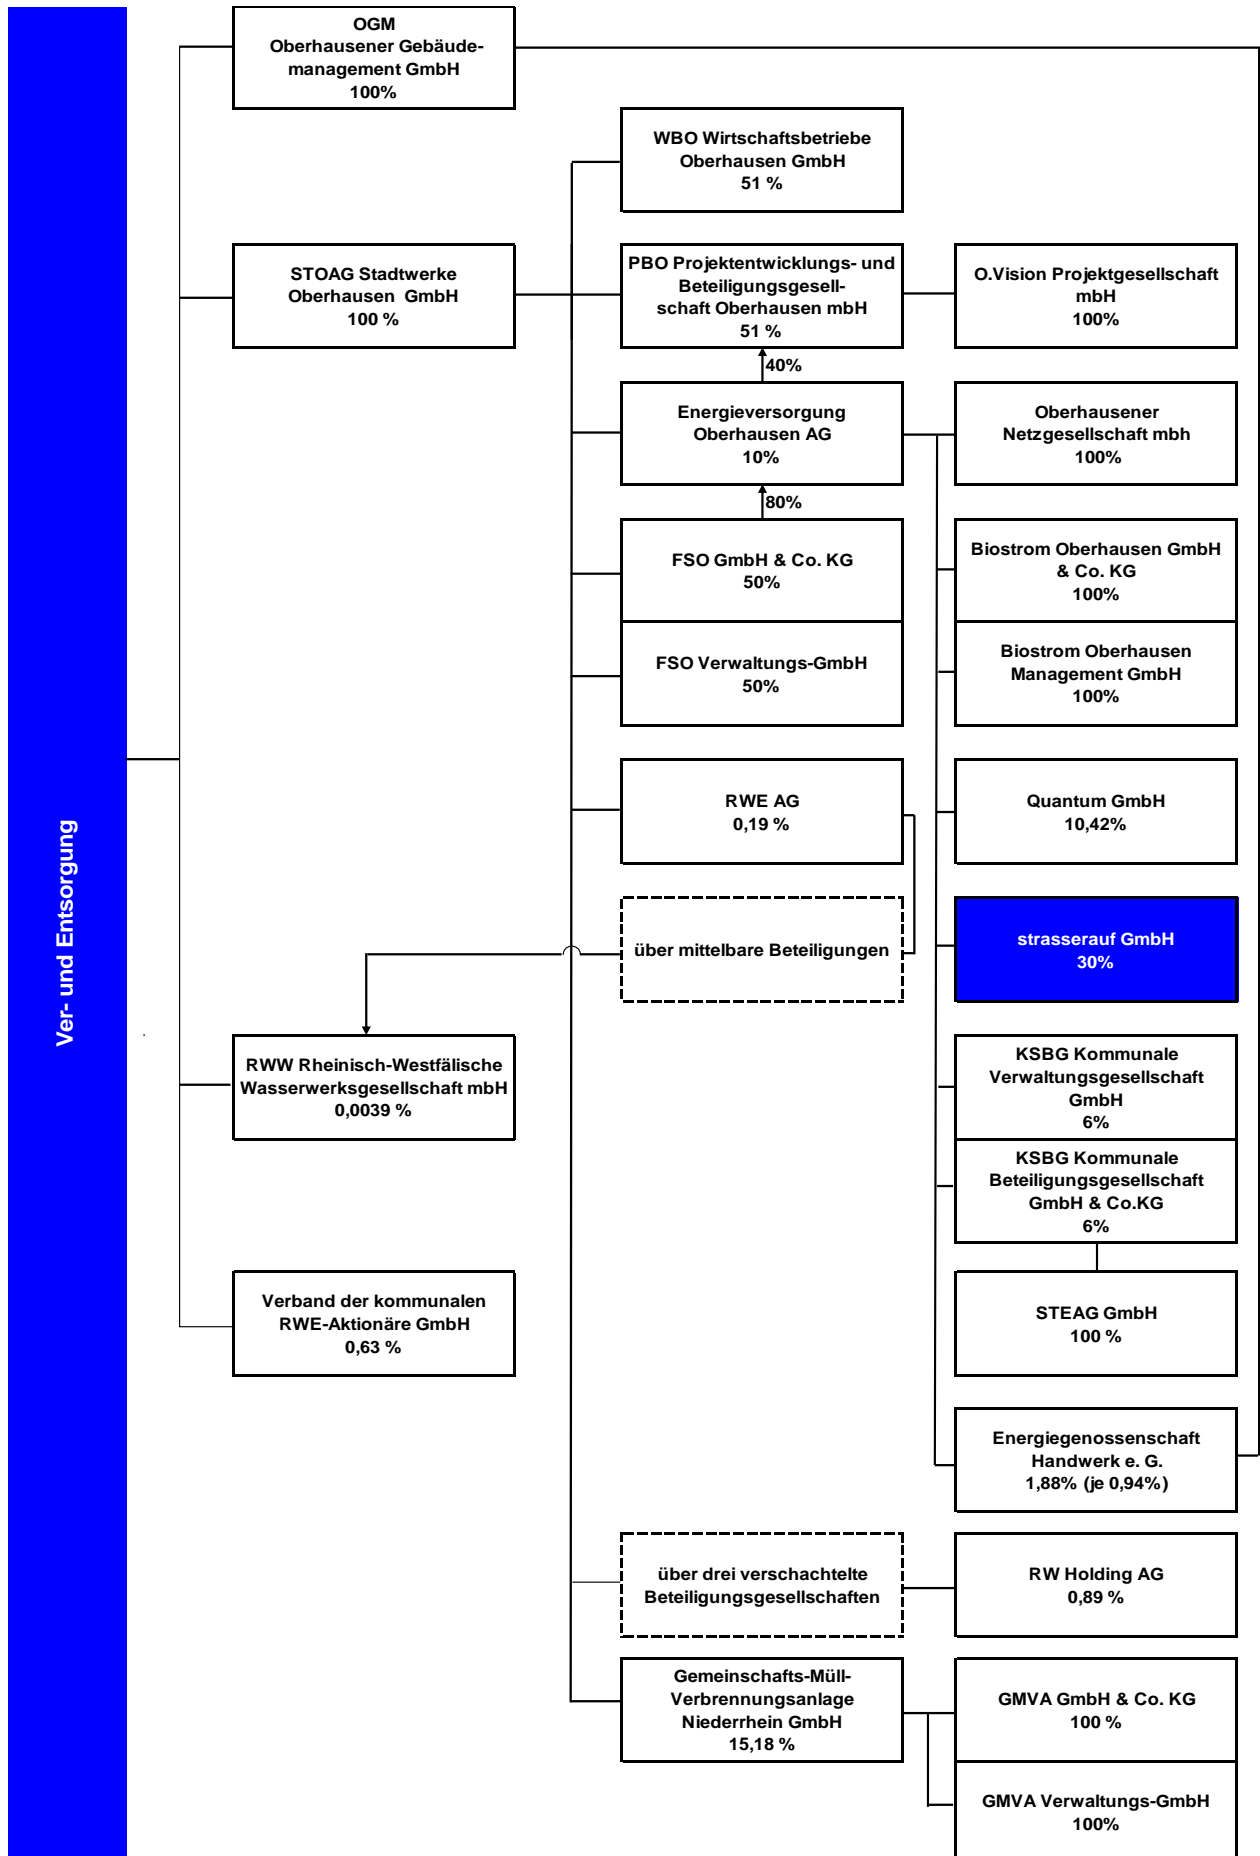 Ver- und Entsorgung
OGM
Oberhausener Gebäude-
management GmbH
100%
WBO Wirtschaftsbetriebe
Oberhausen GmbH
51 %
STOAG Stadtwerke
Oberhausen GmbH
100 %
PBO Projektentwicklungs- und
Beteiligungsgesell-
schaft Oberhausen mbH
51 %
O.Vision Projektgesellschaft
mbH
100%
40%
Energieversorgung
Oberhausen AG
10%
Oberhausener
Netzgesellschaft mbh
100%
80%
FSO GmbH & Co. KG
50%
Biostrom Oberhausen GmbH
& Co. KG
100%
FSO Verwaltungs-GmbH
50%
Biostrom Oberhausen
Management GmbH
100%
RWE AG
0,19 %
Quantum GmbH
10,42%
über mittelbare Beteiligungen
strasserauf GmbH
30%
RWW Rheinisch-Westfälische
Wasserwerksgesellschaft mbH
0,0039 %
KSBG Kommunale
Verwaltungsgesellschaft
GmbH
6%
KSBG Kommunale
Beteiligungsgesellschaft
GmbH & Co.KG
6%
Verband der kommunalen
RWE-Aktionäre GmbH
0,63 %
STEAG GmbH
100 %
Energiegenossenschaft
Handwerk e. G.
1,88% (je 0,94%)
über drei verschachtelte
Beteiligungsgesellschaften
RW Holding AG
0,89 %
Gemeinschafts-Müll-
Verbrennungsanlage
Niederrhein GmbH
15,18 %
GMVA GmbH & Co. KG
100 %
GMVA Verwaltungs-GmbH
100%